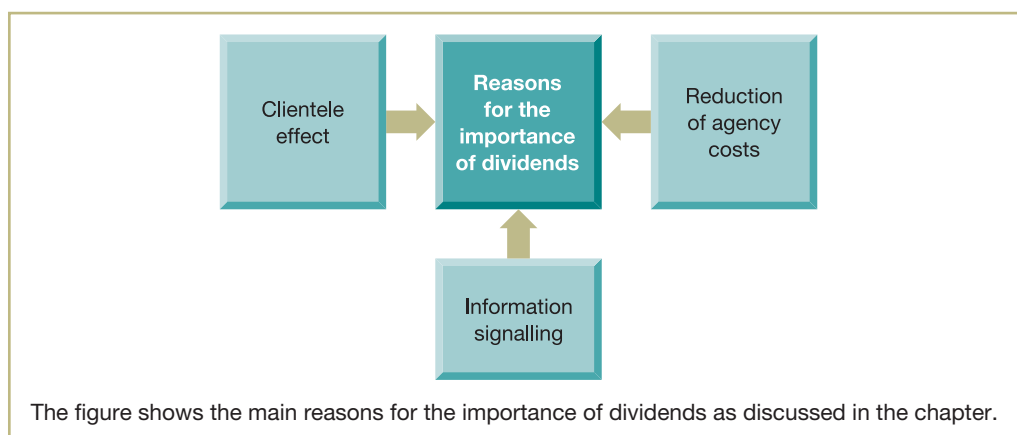 Clientele
effect
Reasons
for the
importance
of dividends
Reduction
of agency
costs
Information
signalling
The figure shows the main reasons for the importance of dividends as discussed in the chapter.